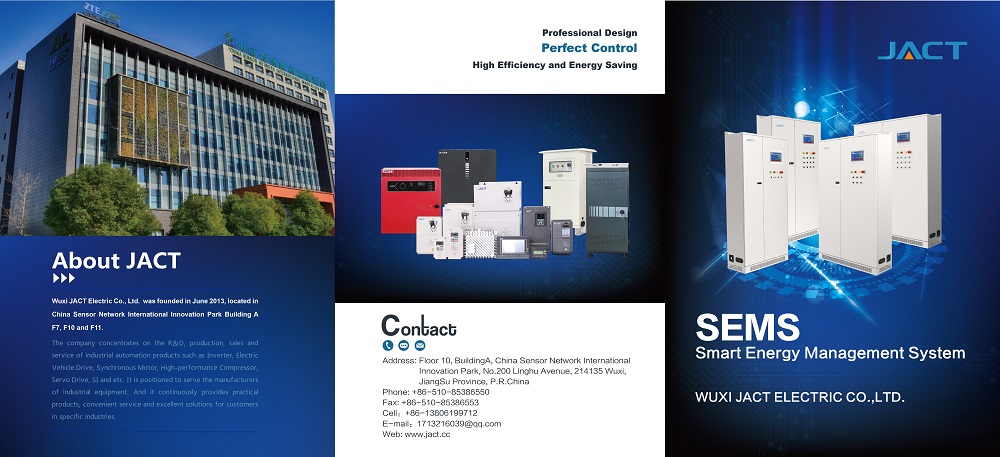 ZTE
About JACT
Wuxi JACT Electric Co., Ltd. was founded in June 2013, located in
China Sensor Network International Innovation Park Building A
F7, F10 and F11.
The company concentrates on the R&D, production, sales and
service of industrial automation products such as Inverter, Electric
Vehicle Drive, Synchronous Motor, High-performance Compressor,
Servo Drive, SI and etc. It is positioned to serve the manufacturers
of industrial equipment. And it continuously provides practical
products, convenient service and excellent solutions for customers
in specific industries.
Professional Design
Perfect Control
High Efficiency and Energy Saving
JACT
Contact
Address: Floor 10, BuildingA, China Sensor Network International
Innovation Park, No.200 Linghu Avenue, 214135 Wuxi,
JiangSu Province, P.R.China
Phone: +86-510-85386550
Fax: +86-510-85386553
Cell：+86-13806199712
E-mail：1713216039@qq.com
Web: www.jact.cc
JACT
SEMS
Smart Energy Management System
WUXI JACT ELECTRIC CO.,LTD.